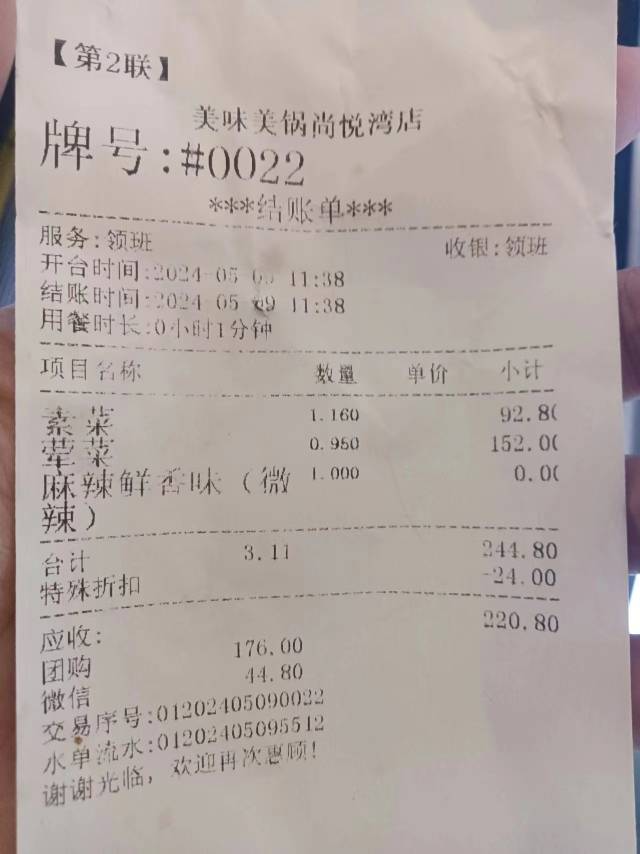 【第2联】
美味美锅尚悦湾店
牌号:#0022
***结账单***
服务:领班 收银:领班
开台时间:2024-05-09 11:38
结账时间:2024-05-09 11:38
用餐时长:0小时1分钟
项目名称 数量 单价 小计
素菜 1.160 92.80
荤菜 0.950 152.00
麻辣鲜香味（微 1.000 0.00
辣）
合计 3.11 244.80
特殊折扣 -24.00
应收: 220.80
团购 176.00
微信 44.80
交易序号:01202405090022
水单流水:01202405095512
谢谢光临，欢迎再次惠顾！